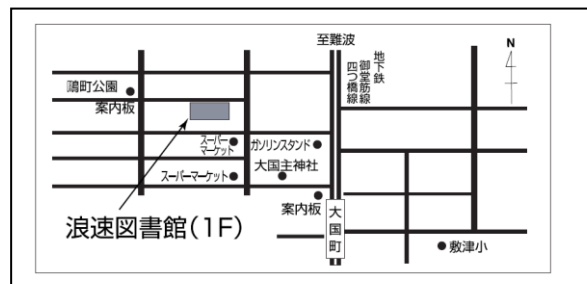 至難波
地下鉄
御堂筋線
四つ橋線
N
鴫町公園
案内板
スーパー
マーケット
ガソリンスタンド
大国主神社
スーパーマーケット
案内板
浪速図書館(1F)
大国町
敷津小